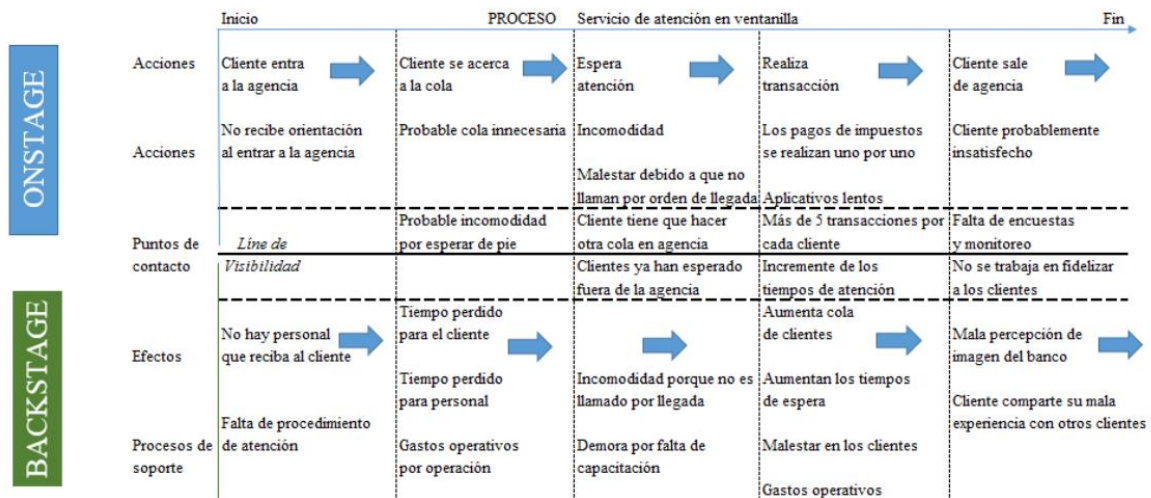 Inicio PROCESO Servicio de atención en ventanilla Fin
ONSTAGE
Acciones
Cliente entra
a la agencia
Cliente se acerca
a la cola
Espera
atención
Realiza
transacción
Cliente sale
de agencia
Acciones
No recibe orientación
al entrar a la agencia
Probable cola innecesaria
Incomodidad
Malestar debido a que no
llaman por orden de llegada
Los pagos de impuestos
se realizan uno por uno
Aplicativos lentos
Cliente probablemente
insatisfecho
Puntos de
contacto
Líne de
Visibilidad
Probable incomodidad
por esperar de pie
Cliente tiene que hacer
otra cola en agencia
Más de 5 transacciones por
cada cliente
Falta de encuestas
y monitoreo
Clientes ya han esperado
fuera de la agencia
Incremente de los
tiempos de atención
No se trabaja en fidelizar
a los clientes
BACKSTAGE
Efectos
No hay personal
que reciba al cliente
Tiempo perdido
para el cliente
Tiempo perdido
para personal
Incomodidad porque no es
llamado por llegada
Aumenta cola
de clientes
Aumentan los tiempos
de espera
Mala percepción de
imagen del banco
Cliente comparte su mala
experiencia con otros clientes
Procesos de
soporte
Falta de procedimiento
de atención
Gastos operativos
por operación
Demora por falta de
capacitación
Malestar en los clientes
Gastos operativos